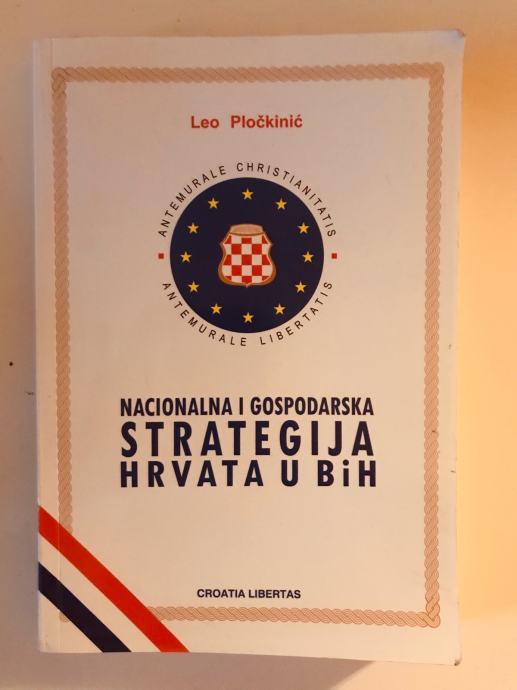 Leo Pločkinić
ANTEMURALE CHRISTIANITATIS
ANTEMURALE LIBERTATIS
NACIONALNA I GOSPODARSKA
STRATEGIJA
HRVATA U BiH
CROATIA LIBERTAS